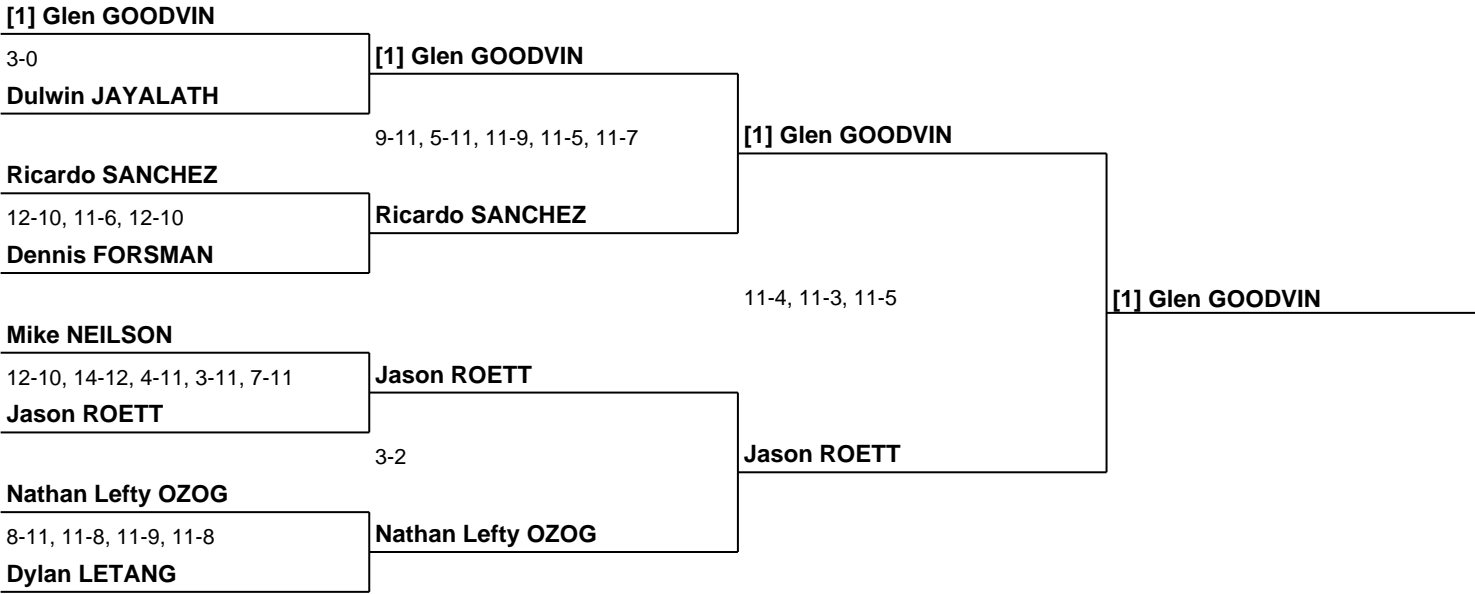 [1] Glen GOODVIN
3-0
[1] Glen GOODVIN
Dulwin JAYALATH
9-11, 5-11, 11-9, 11-5, 11-7
[1] Glen GOODVIN
Ricardo SANCHEZ
12-10, 11-6, 12-10
Ricardo SANCHEZ
Dennis FORSMAN
11-4, 11-3, 11-5
[1] Glen GOODVIN
Mike NEILSON
12-10, 14-12, 4-11, 3-11, 7-11
Jason ROETT
Jason ROETT
3-2
Jason ROETT
Nathan Lefty OZOG
8-11, 11-8, 11-9, 11-8
Nathan Lefty OZOG
Dylan LETANG